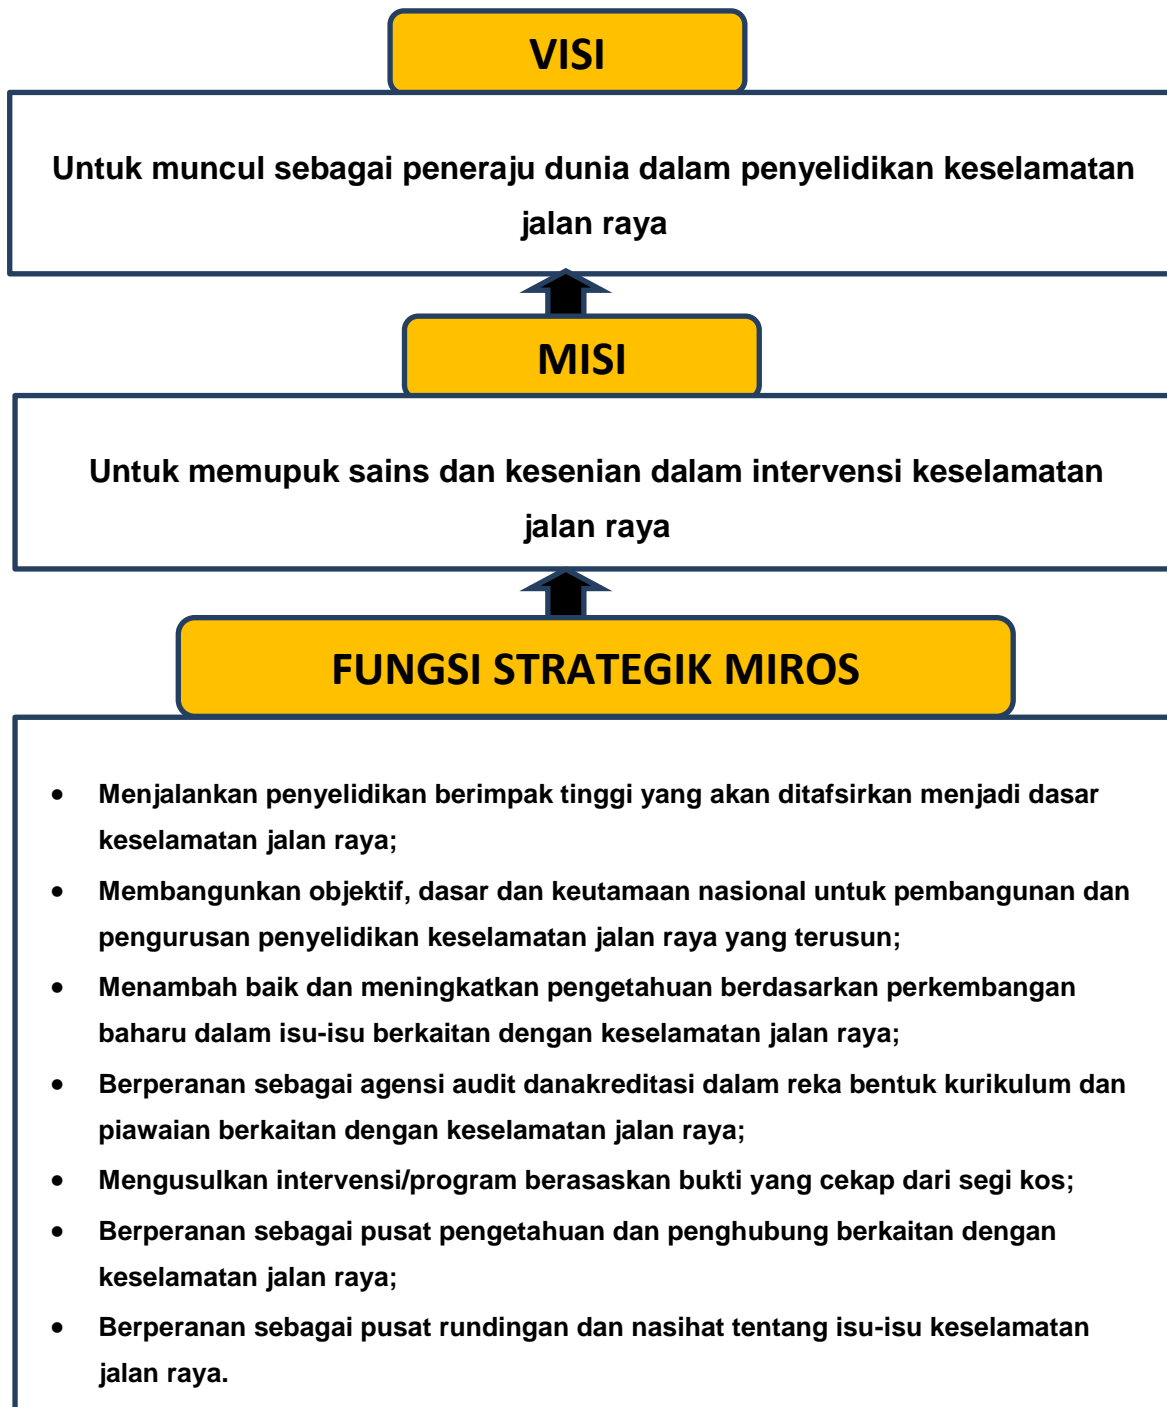 VISI
Untuk muncul sebagai peneraju dunia dalam penyelidikan keselamatan
jalan raya
MISI
Untuk memupuk sains dan kesenian dalam intervensi keselamatan
jalan raya
FUNGSI STRATEGIK MIROS
• Menjalankan penyelidikan berimpak tinggi yang akan ditafsirkan menjadi dasar
keselamatan jalan raya;
• Membangunkan objektif, dasar dan keutamaan nasional untuk pembangunan dan
pengurusan penyelidikan keselamatan jalan raya yang terusun;
• Menambah baik dan meningkatkan pengetahuan berdasarkan perkembangan
baharu dalam isu-isu berkaitan dengan keselamatan jalan raya;
• Berperanan sebagai agensi audit danakreditasi dalam reka bentuk kurikulum dan
piawaian berkaitan dengan keselamatan jalan raya;
• Mengusulkan intervensi/program berasaskan bukti yang cekap dari segi kos;
• Berperanan sebagai pusat pengetahuan dan penghubung berkaitan dengan
keselamatan jalan raya;
• Berperanan sebagai pusat rundingan dan nasihat tentang isu-isu keselamatan
jalan raya.